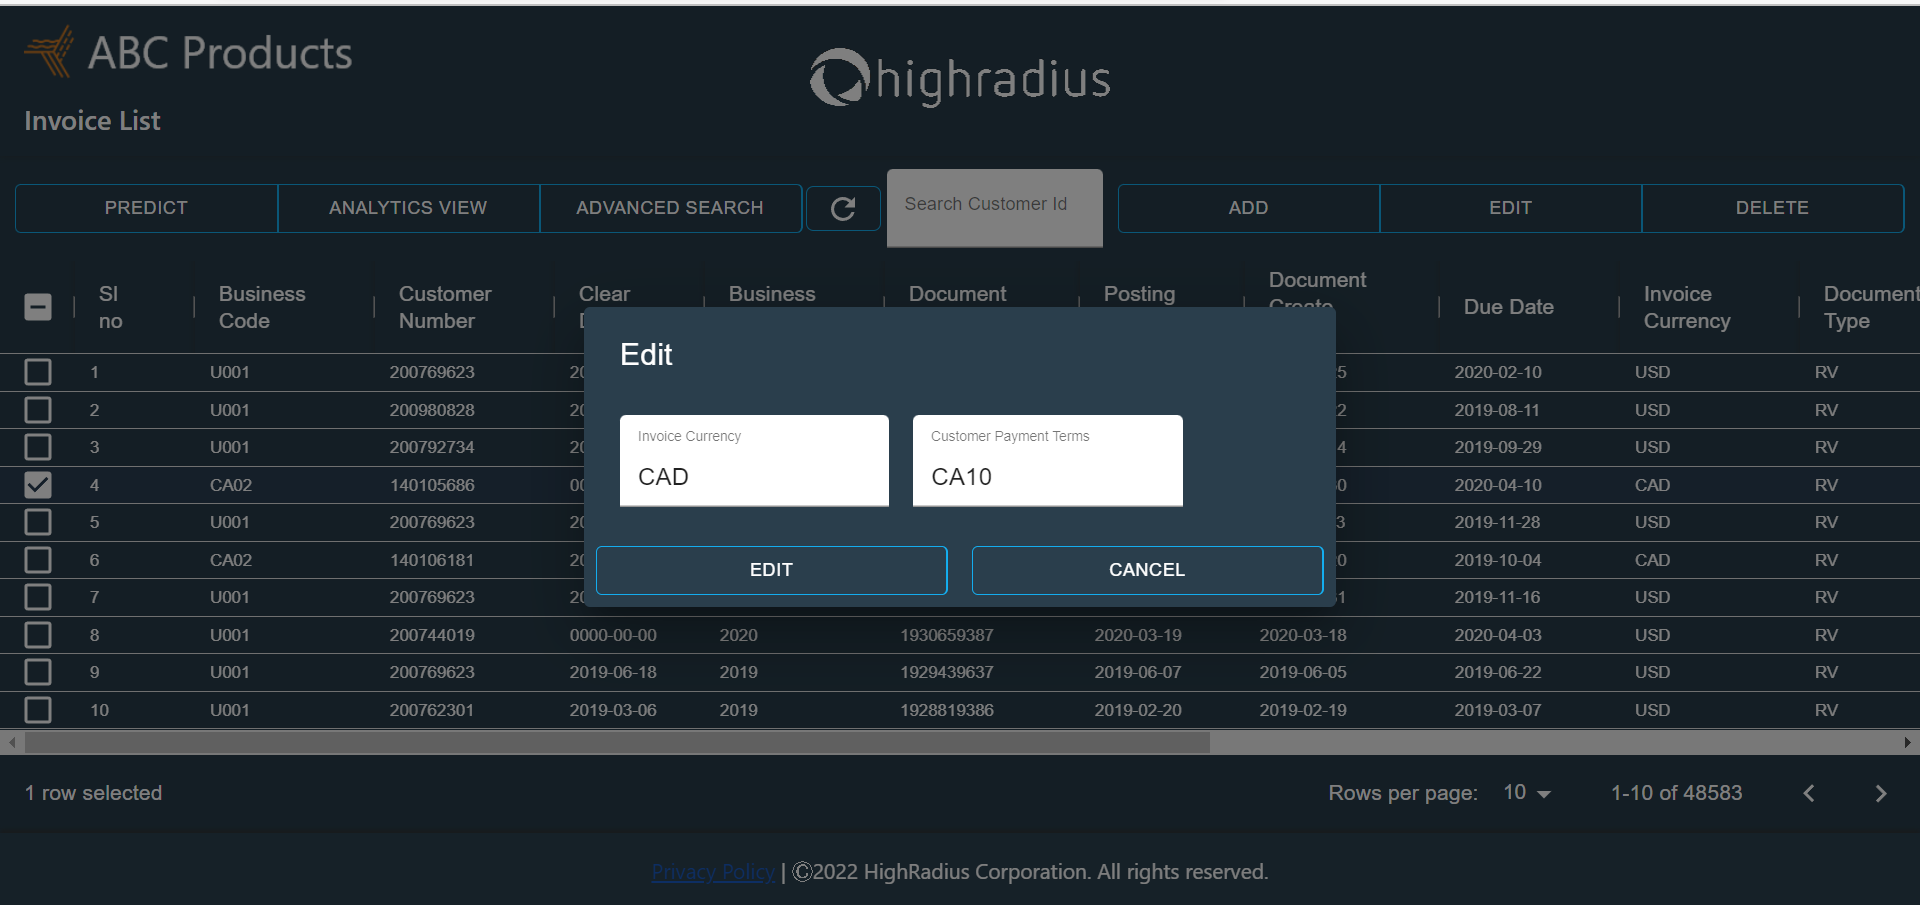 ABC Products
highradius
Invoice List
PREDICT ANALYTICS VIEW ADVANCED SEARCH Search Customer Id ADD EDIT DELETE
Sl no Business Code Customer Number Clear Business Document Posting Document Create Due Date Invoice Currency Document Type
1 U001 200769623 20 5 2020-02-10 USD RV
2 U001 200980828 20 2 2019-08-11 USD RV
3 U001 200792734 20 4 2019-09-29 USD RV
4 CA02 140105686 00 0 2020-04-10 CAD RV
5 U001 200769623 20 3 2019-11-28 USD RV
6 CA02 140106181 20 0 2019-10-04 CAD RV
7 U001 200769623 20 1 2019-11-16 USD RV
8 U001 200744019 0000-00-00 2020 1930659387 2020-03-19 2020-03-18 2020-04-03 USD RV
9 U001 200769623 2019-06-18 2019 1929439637 2019-06-07 2019-06-05 2019-06-22 USD RV
10 U001 200762301 2019-03-06 2019 1928819386 2019-02-20 2019-02-19 2019-03-07 USD RV
Edit
Invoice Currency Customer Payment Terms
CAD CA10
EDIT CANCEL
1 row selected Rows per page: 10 1-10 of 48583
Privacy Policy | ©2022 HighRadius Corporation. All rights reserved.